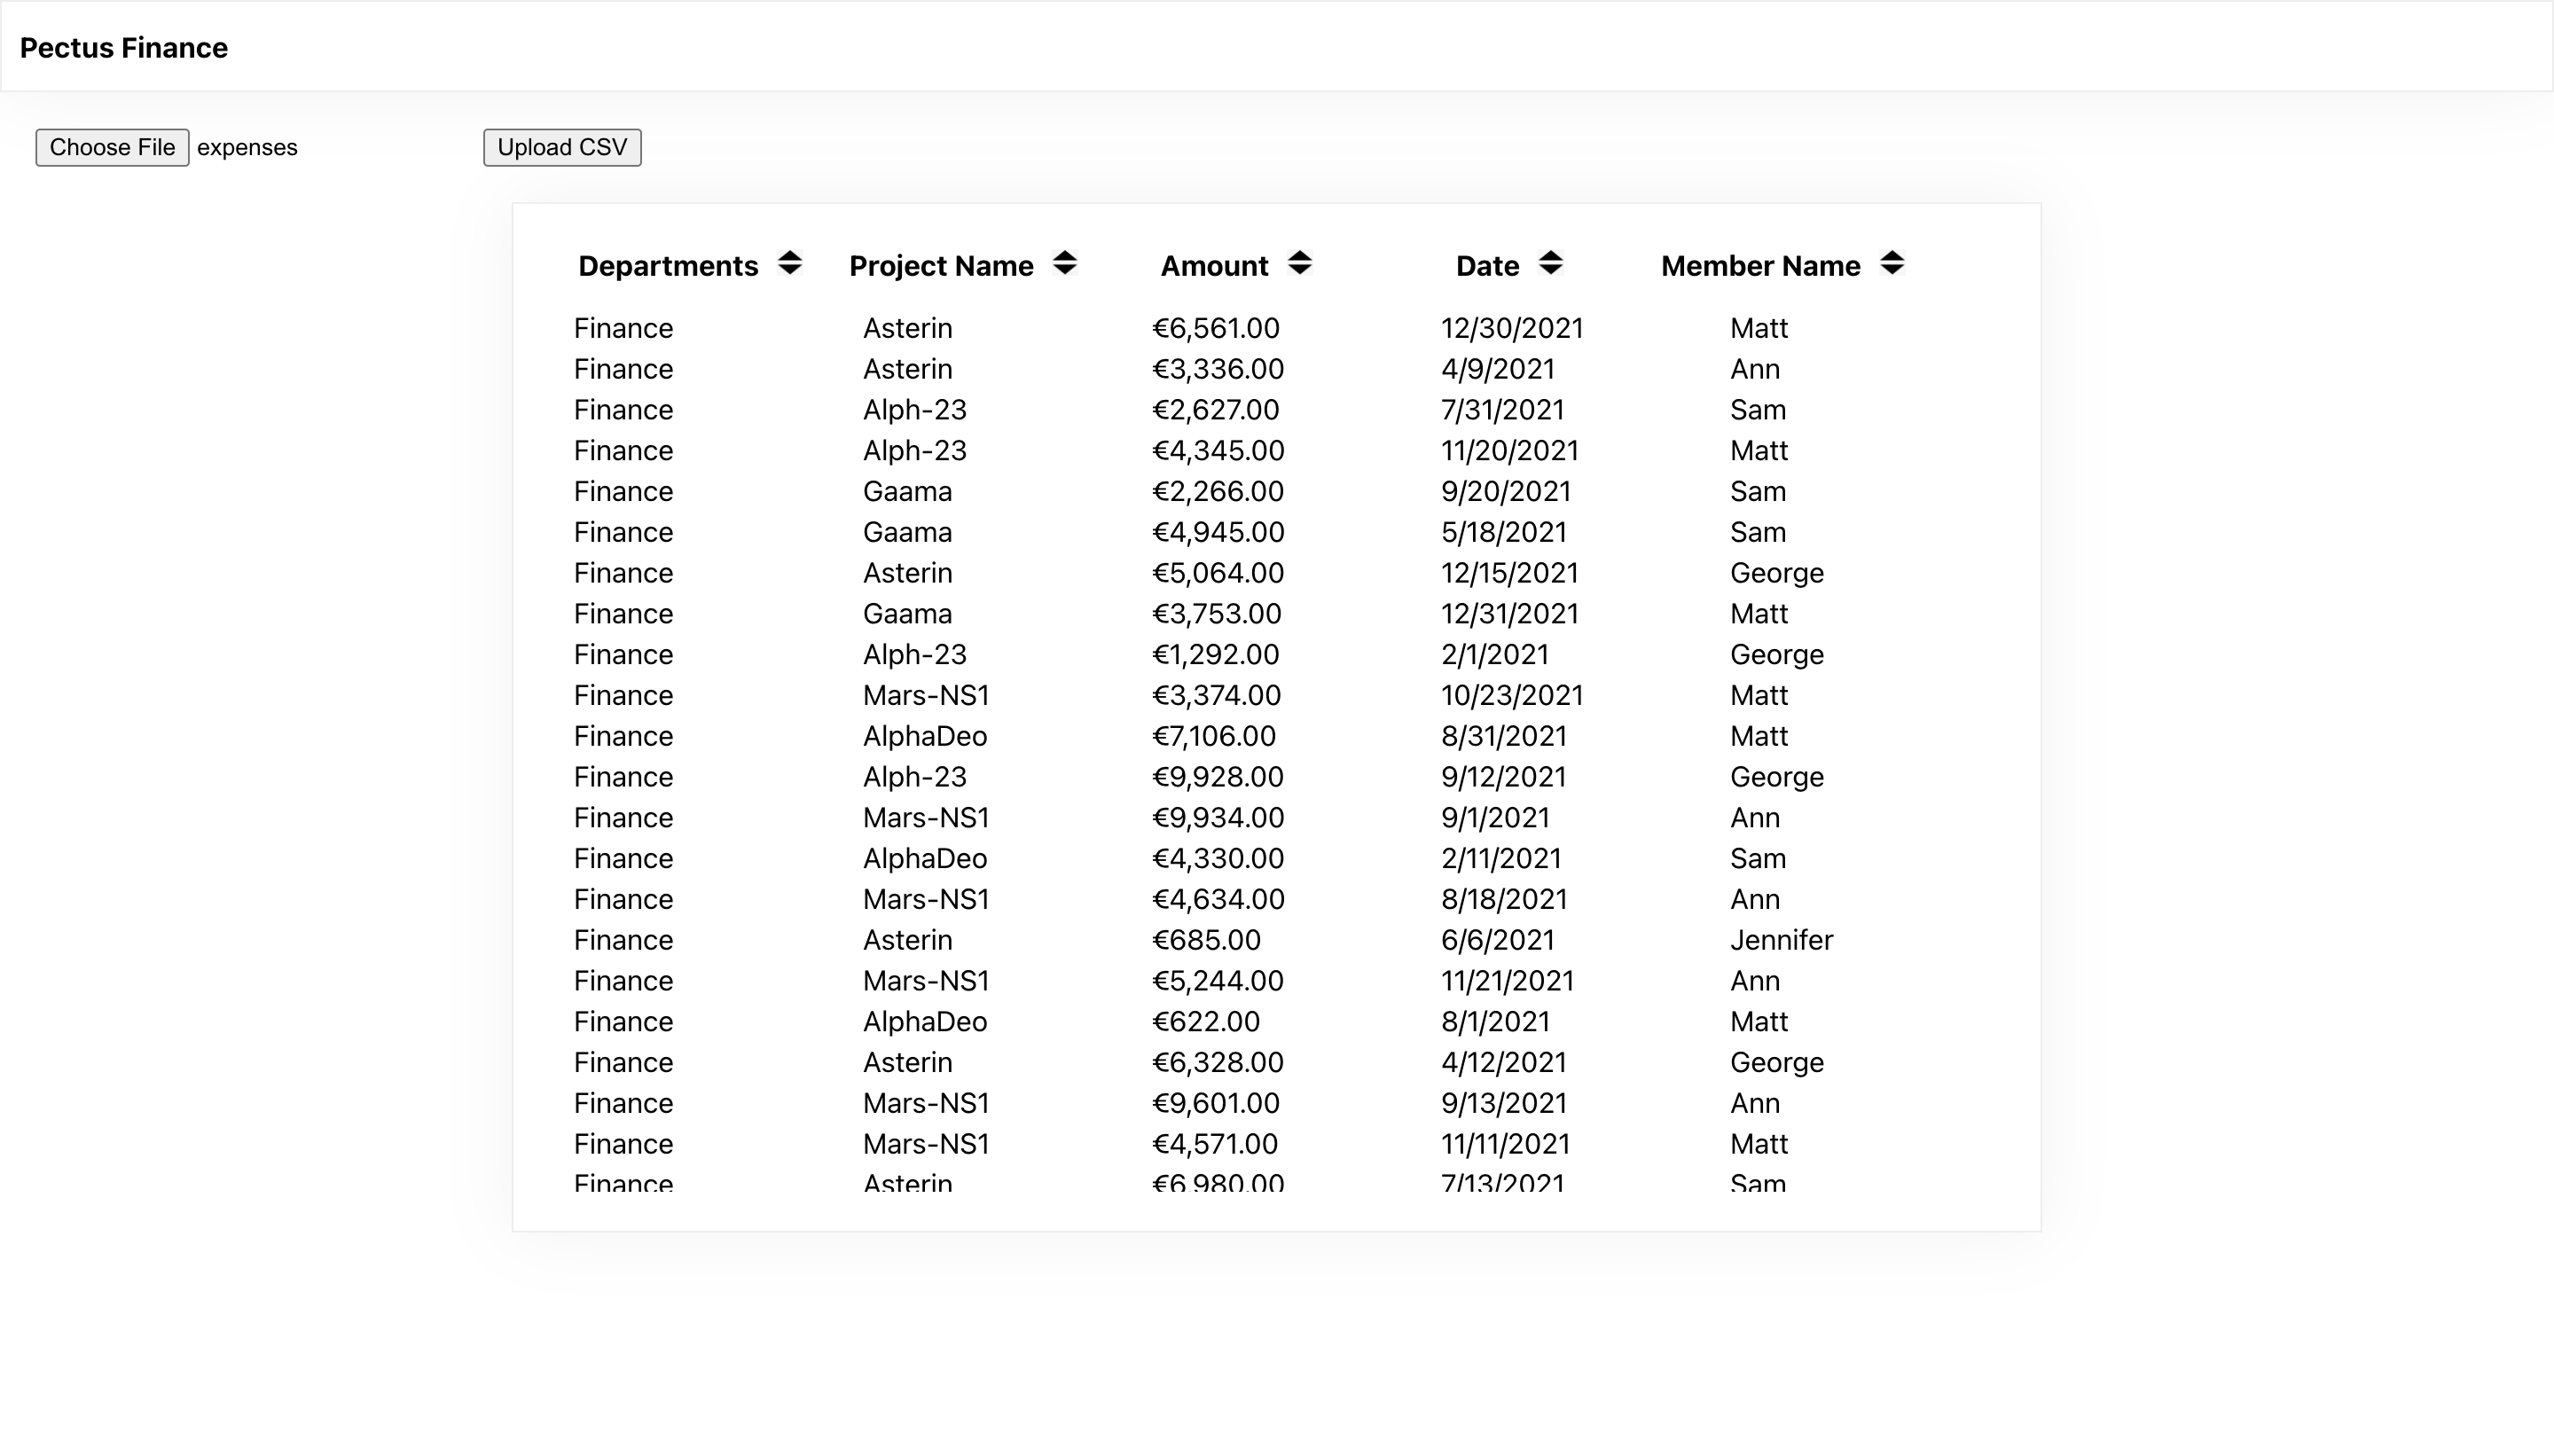 Pectus Finance
Choose File expenses Upload CSV
Departments Project Name Amount Date Member Name
Finance Asterin €6,561.00 12/30/2021 Matt
Finance Asterin €3,336.00 4/9/2021 Ann
Finance Alph-23 €2,627.00 7/31/2021 Sam
Finance Alph-23 €4,345.00 11/20/2021 Matt
Finance Gaama €2,266.00 9/20/2021 Sam
Finance Gaama €4,945.00 5/18/2021 Sam
Finance Asterin €5,064.00 12/15/2021 George
Finance Gaama €3,753.00 12/31/2021 Matt
Finance Alph-23 €1,292.00 2/1/2021 George
Finance Mars-NS1 €3,374.00 10/23/2021 Matt
Finance AlphaDeo €7,106.00 8/31/2021 Matt
Finance Alph-23 €9,928.00 9/12/2021 George
Finance Mars-NS1 €9,934.00 9/1/2021 Ann
Finance AlphaDeo €4,330.00 2/11/2021 Sam
Finance Mars-NS1 €4,634.00 8/18/2021 Ann
Finance Asterin €685.00 6/6/2021 Jennifer
Finance Mars-NS1 €5,244.00 11/21/2021 Ann
Finance AlphaDeo €622.00 8/1/2021 Matt
Finance Asterin €6,328.00 4/12/2021 George
Finance Mars-NS1 €9,601.00 9/13/2021 Ann
Finance Mars-NS1 €4,571.00 11/11/2021 Matt
Finance Asterin €6,980.00 7/13/2021 Sam